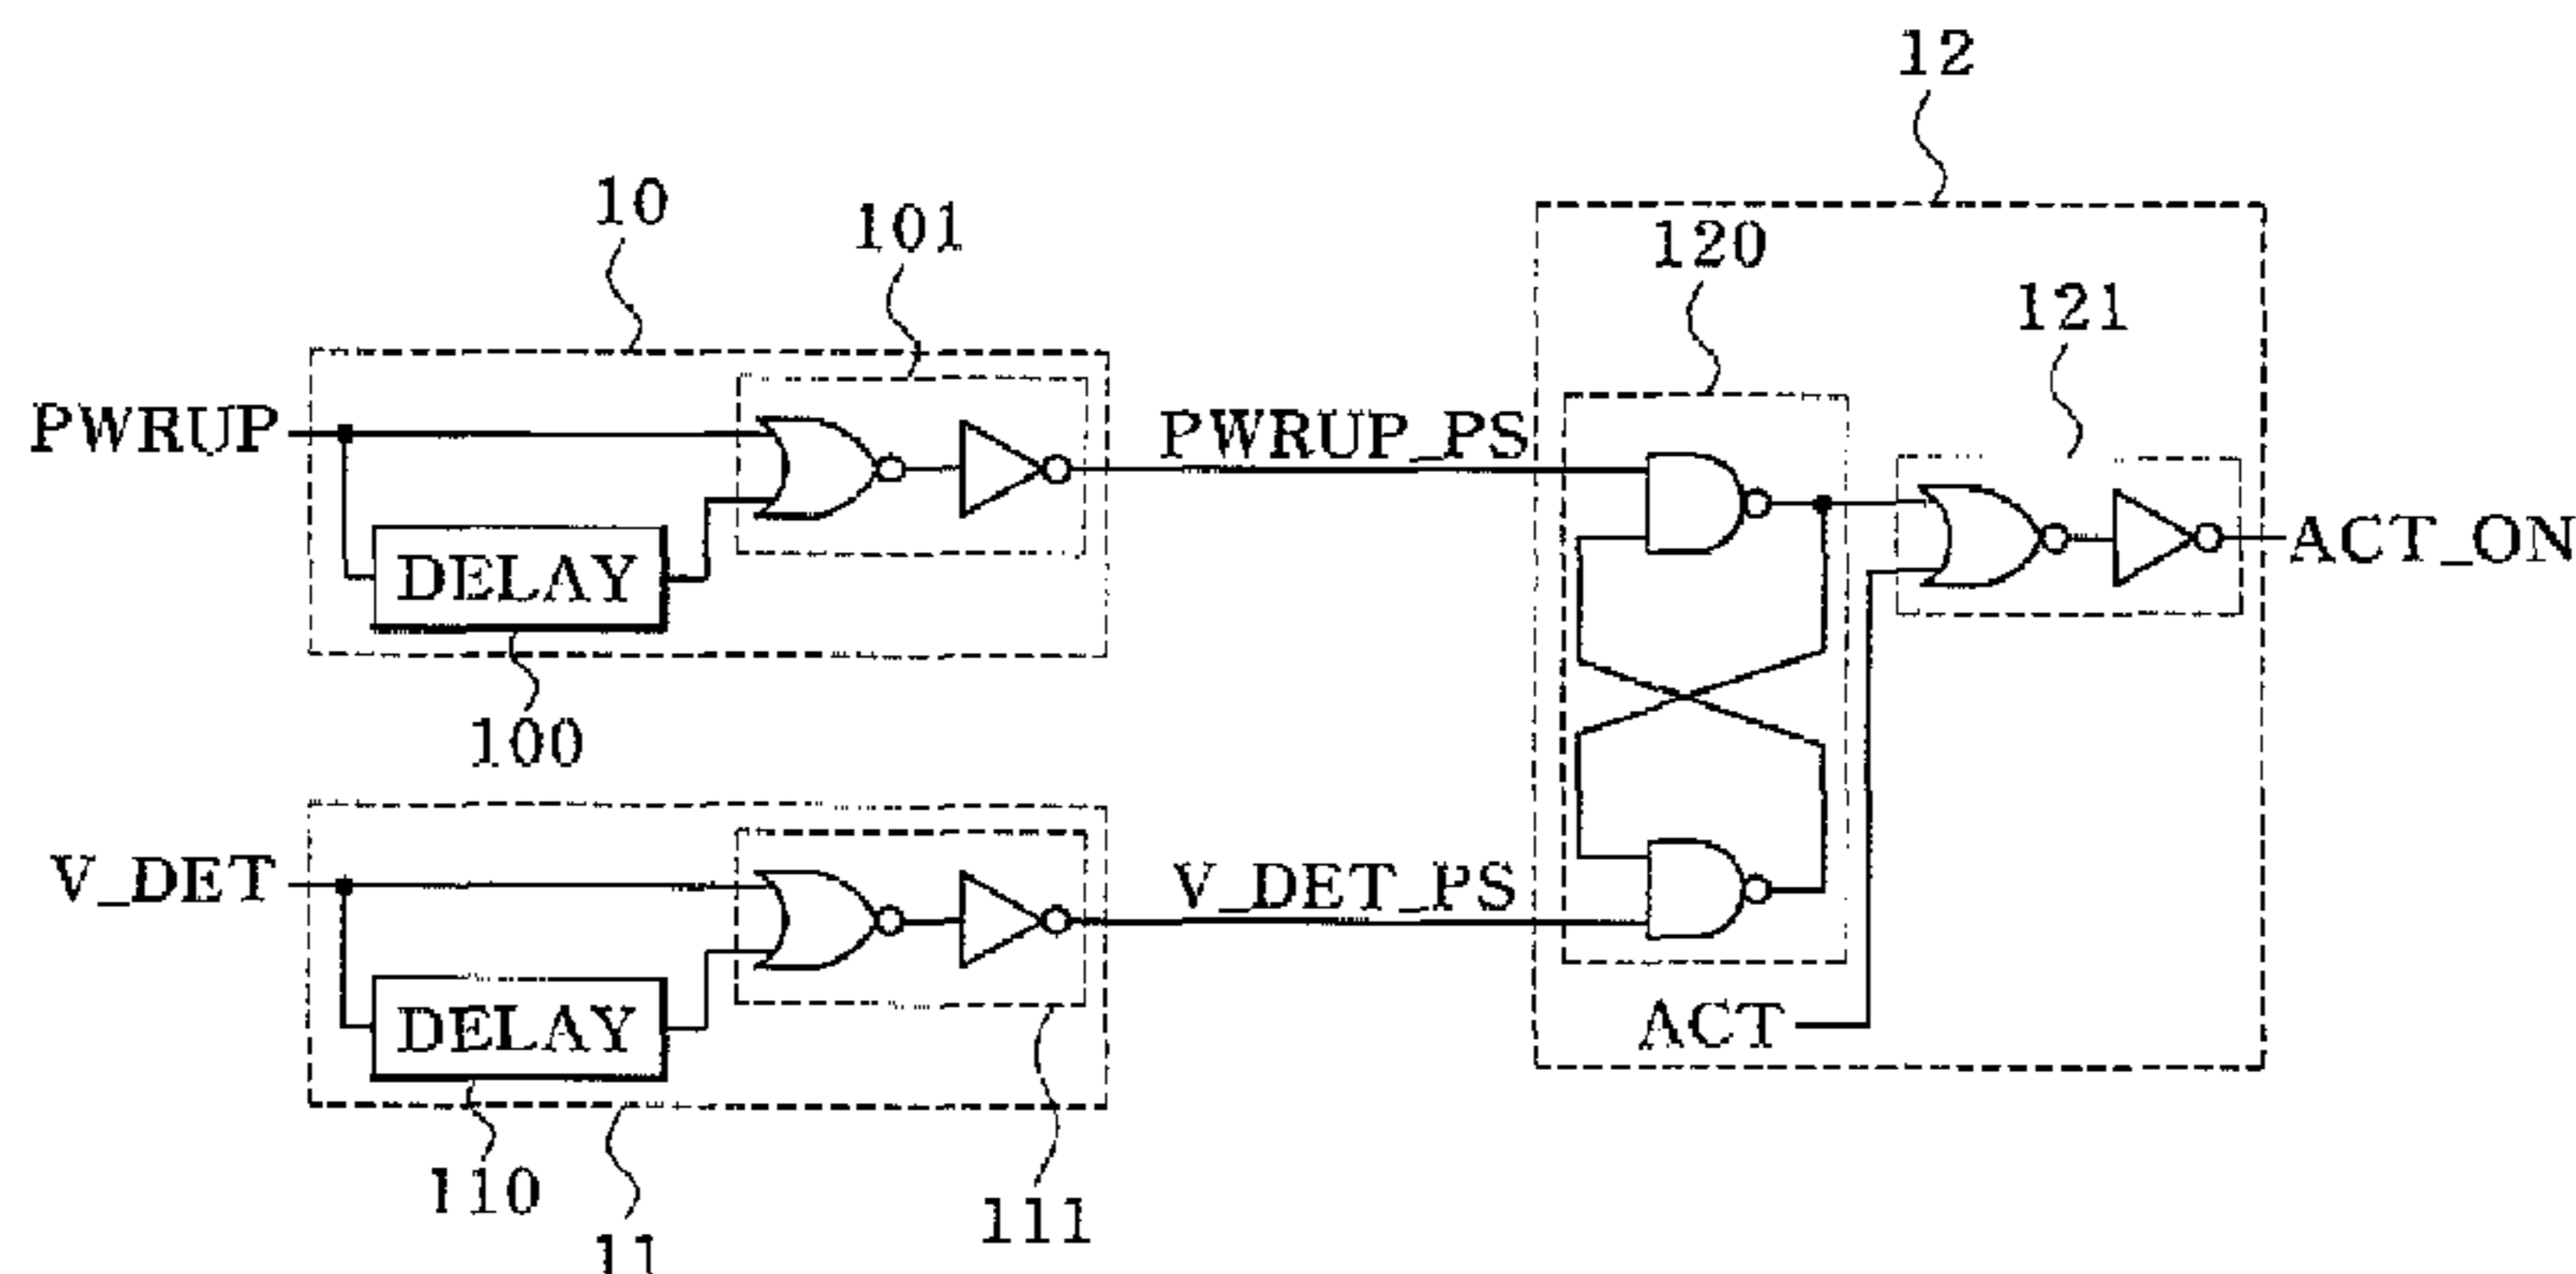 12
10
101
120
121
PWRUP
PWRUP_PS
DELAY
ACT_ON
100
V_DET
V_DET_PS
DELAY
ACT
110
111
11